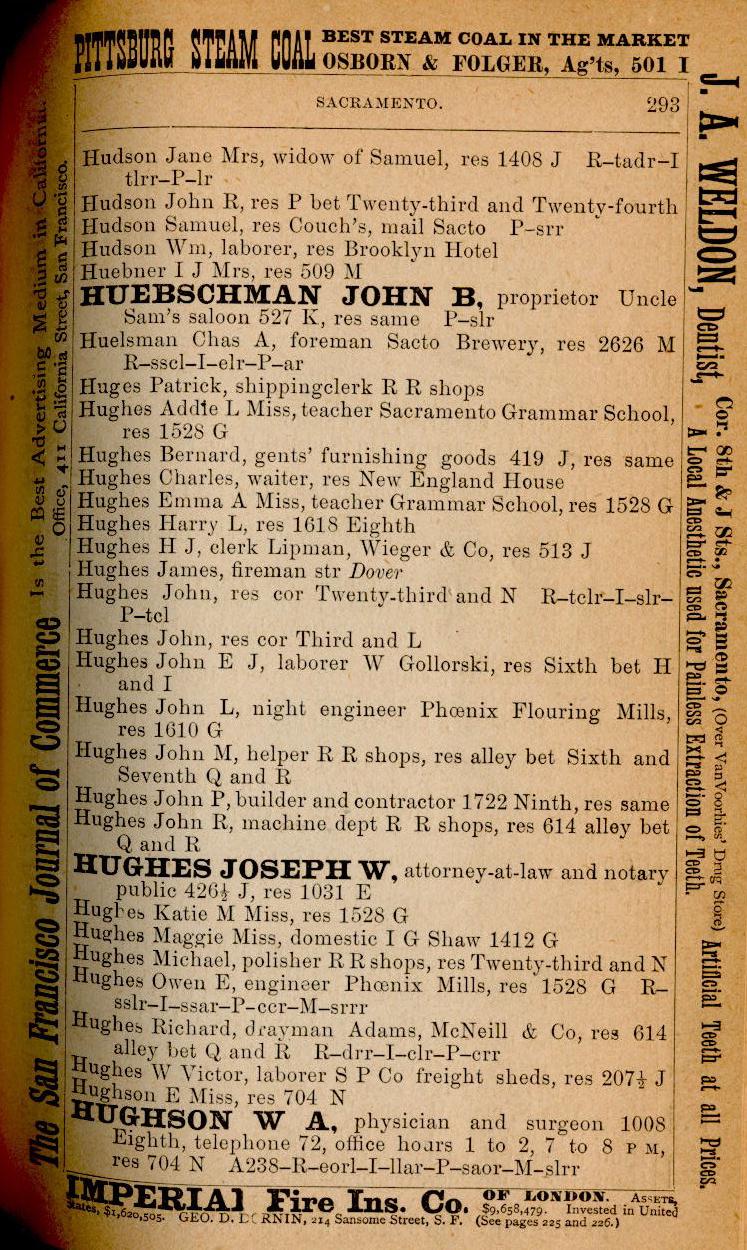 PITTSBURG STEAM COAL BEST STEAM COAL IN THE MARKET
OSBORN & FOLGER, Ag'ts, 501 I
SACRAMENTO. 293
Hudson Jane Mrs, widow of Samuel, res 1408 J R–tadr–I
tlrr–P–lr
Hudson John R, res P bet Twenty-third and Twenty-fourth
Hudson Samuel, res Couch's, mail Sacto P–srr
Hudson Wm, laborer, res Brooklyn Hotel
Huebner I J Mrs, res 509 M
HUEBSCHMAN JOHN B, proprietor Uncle
Sam's saloon 527 K, res same P–slr
Huelsman Chas A, foreman Sacto Brewery, res 2626 M
R–sscl–I–elr–P–ar
Huges Patrick, shippingclerk R R shops
Hughes Addie L Miss, teacher Sacramento Grammar School,
res 1528 G
Hughes Bernard, gents' furnishing goods 419 J, res same
Hughes Charles, waiter, res New England House
Hughes Emma A Miss, teacher Grammar School, res 1528 G
Hughes Harry L, res 1618 Eighth
Hughes H J, clerk Lipman, Wieger & Co, res 513 J
Hughes James, fireman str Dover
Hughes John, res cor Twenty-third and N R–tclr–I–slr–
P–tcl
Hughes John, res cor Third and L
Hughes John E J, laborer W Gollorski, res Sixth bet H
and I
Hughes John L, night engineer Phœnix Flouring Mills,
res 1610 G
Hughes John M, helper R R shops, res alley bet Sixth and
Seventh Q and R
Hughes John P, builder and contractor 1722 Ninth, res same
Hughes John R, machine dept R R shops, res 614 alley bet
Q and R
HUGHES JOSEPH W, attorney-at-law and notary
public 426½ J, res 1031 E
Hughes Katie M Miss, res 1528 G
Hughes Maggie Miss, domestic I G Shaw 1412 G
Hughes Michael, polisher R R shops, res Twenty-third and N
Hughes Owen E, engineer Phœnix Mills, res 1528 G R–
sslr–I–ssar–P–ccr–M–srrr
Hughes Richard, drayman Adams, McNeill & Co, res 614
alley bet Q and R R–drr–I–clr–P–crr
Hughes W Victor, laborer S P Co freight sheds, res 207½ J
Hughson E Miss, res 704 N
HUGHSON W A, physician and surgeon 1008
Eighth, telephone 72, office hours 1 to 2, 7 to 8 P M,
res 704 N A238–R–eorl–I–llar–P–saor–M–slrr
IMPERIAL Fire Ins. Co. OF LONDON. ASSETS,
$9,658,479. Invested in United
States, $1,620,505. GEO. D. DORNIN, 214 Sansome Street, S. F. (See pages 225 and 226.)
The San Francisco Journal of Commerce Is the Best Advertising Medium in California.
Office, 411 California Street, San Francisco.
J. A. WELDON, Dentist, Cor. 8th & J Sts., Sacramento, (Over VanVoorhies' Drug Store) Artificial Teeth at all Prices.
A Local Anesthetic used for Painless Extraction of Teeth.